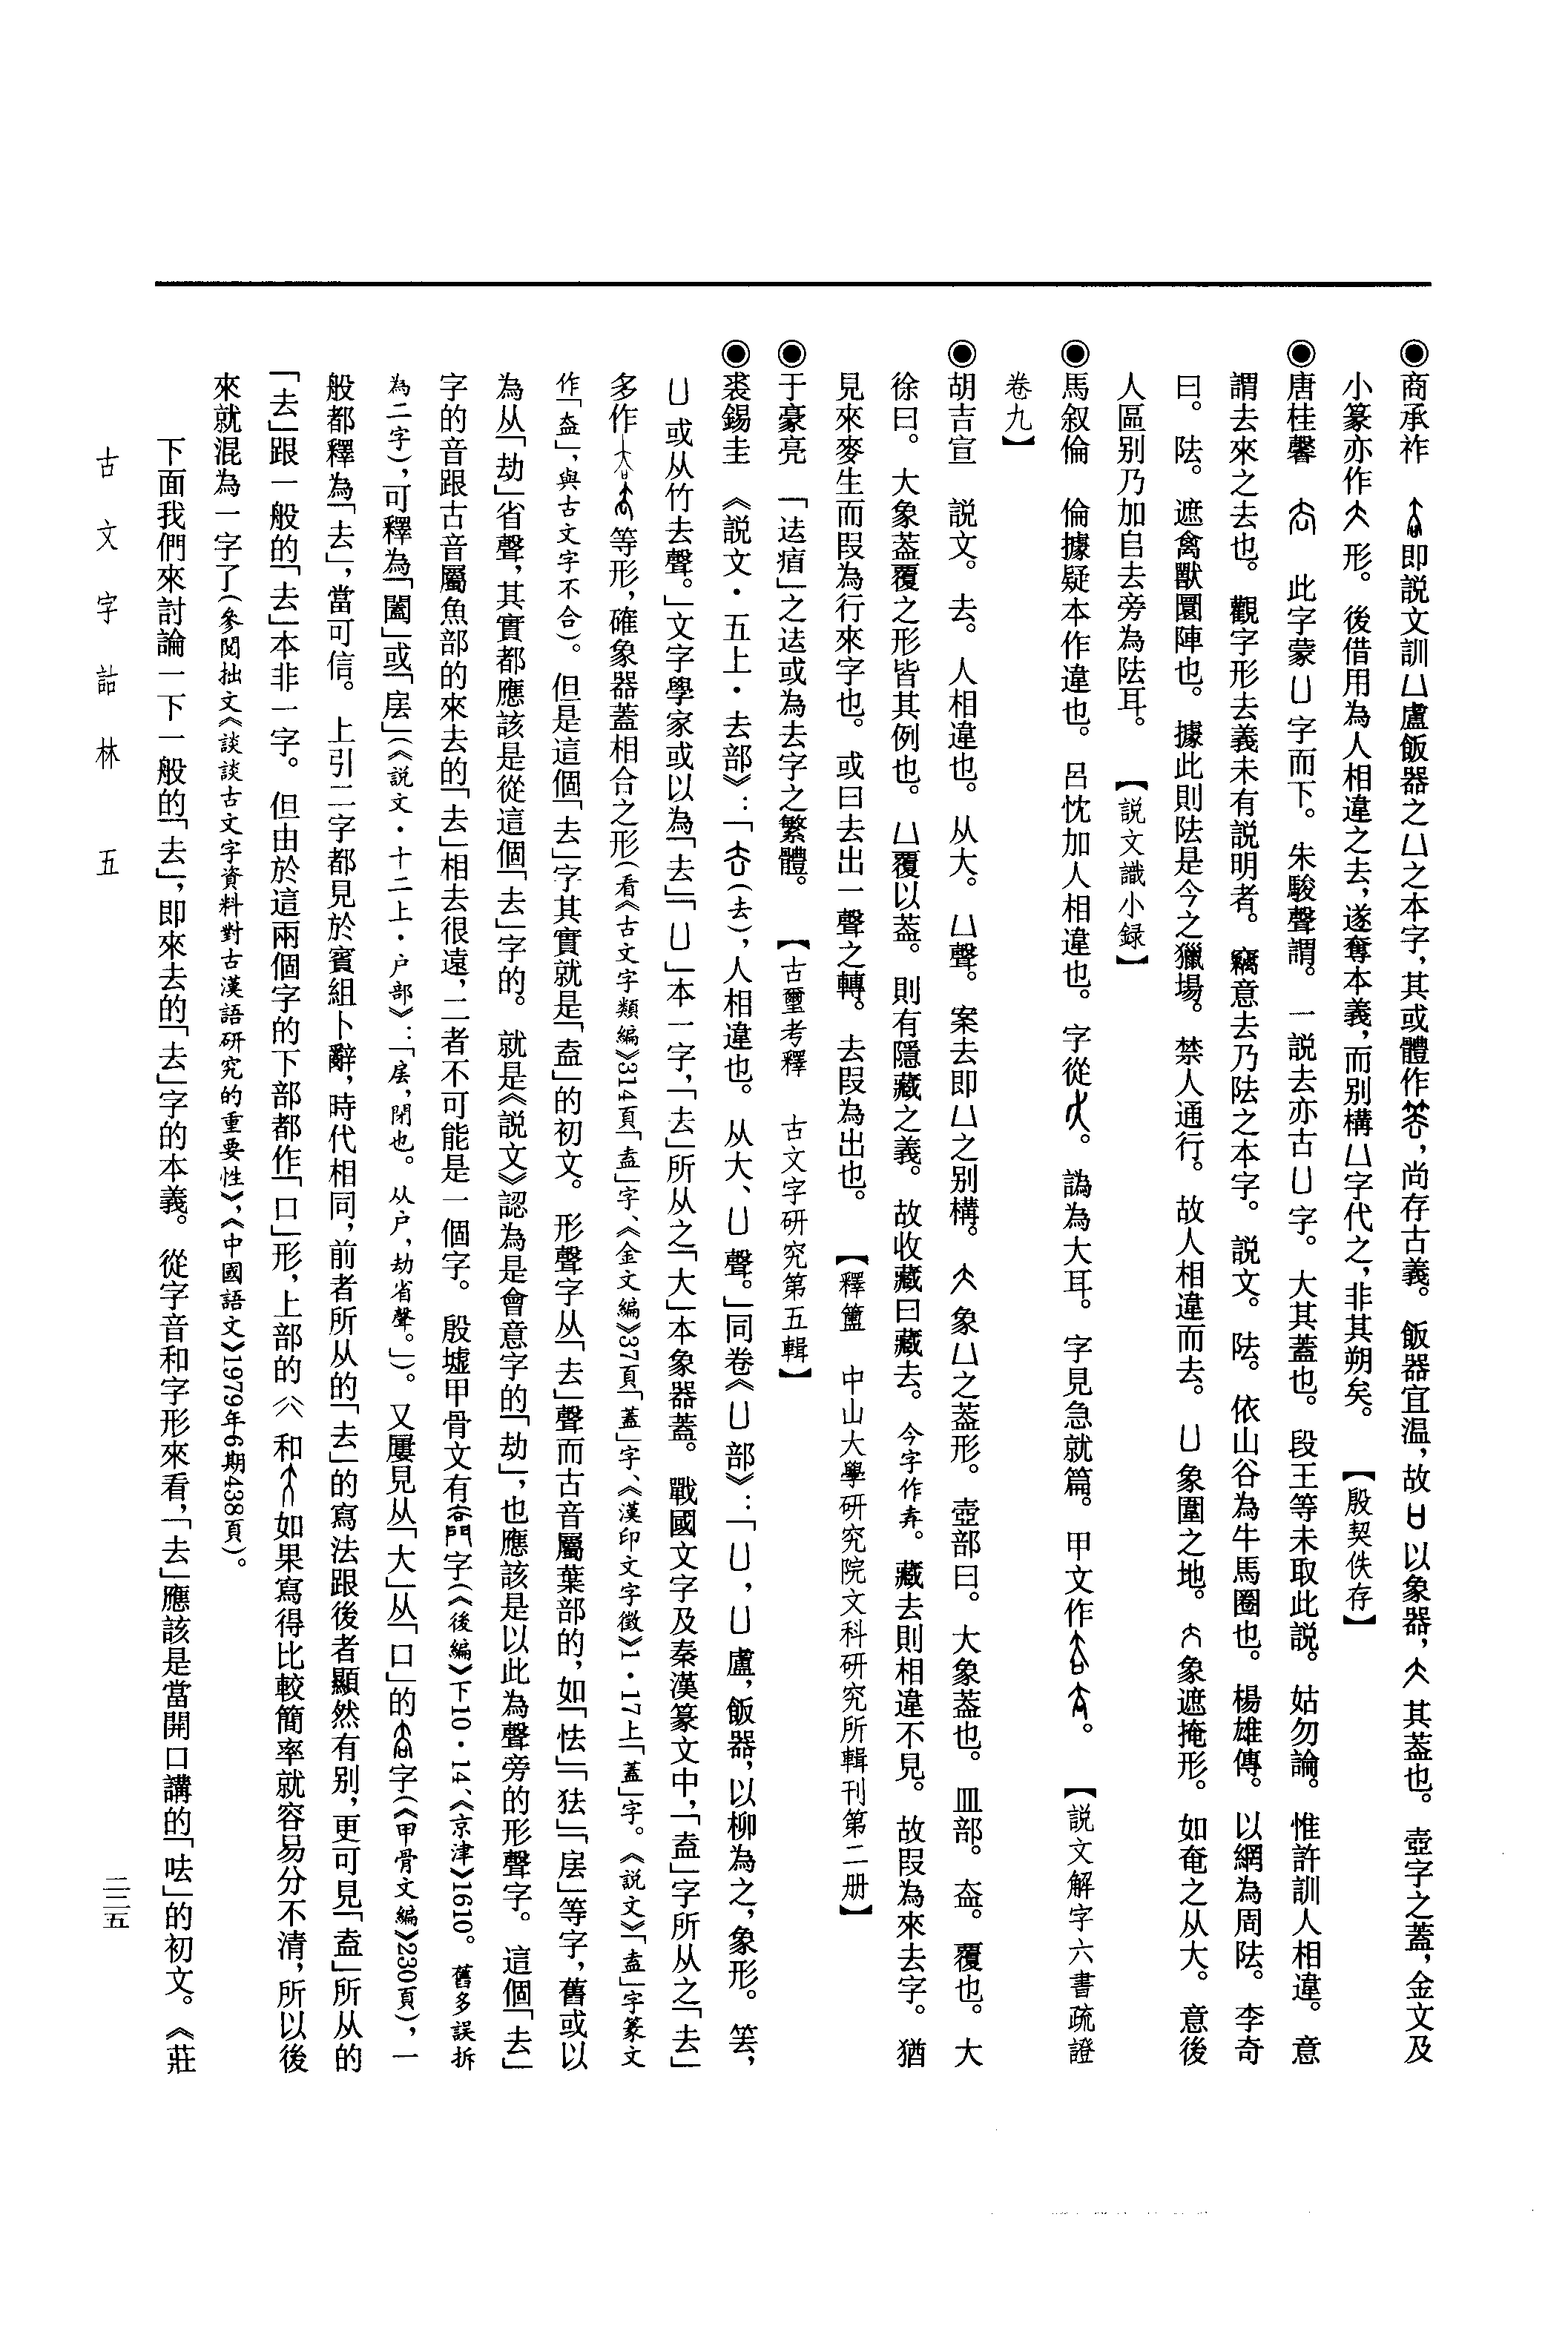 ◉商承祚　即説文訓凵盧飯器之凵之本字，其或體作，尚存古義。飯器宜温，故以象器，其葢也。壺字之蓋，金文及
小篆亦作形。後借用為人相違之去，遂奪本義，而别構凵字代之，非其朔矣。　【殷契佚存】
◉唐桂馨　此字蒙凵字而下。朱駿聲謂。一説去亦古凵字。大其蓋也。段王等未取此説。姑勿論。惟許訓人相違。意
謂去來之去也。觀字形去義未有説明者。竊意去乃阹之本字。説文。阹。依山谷為牛馬圈也。楊雄傳。以網為周阹。李奇
曰。阹。遮禽獸圜陣也。據此則阹是今之獵場。禁人通行。故人相違而去。凵象圍之地。象遮掩形。如奄之从大。意後
人區别乃加𨸏去旁為阹耳。　【説文識小録】
◉馬叙倫　倫據疑本作違也。呂忱加人相違也。字從。譌為大耳。字見急就篇。甲文作。　【説文解字六書疏證
卷九】
◉胡吉宣　説文。去。人相違也。从大。凵聲。案去即凵之别構。象凵之葢形。壺部曰。大象葢也。皿部。盇。覆也。大
徐曰。大象葢覆之形皆其例也。凵覆以葢。則有隱藏之義。故收藏曰藏去。今字作弆。藏去則相違不見。故叚為來去字。猶
見來麥生而叚為行來字也。或曰去出一聲之轉。去叚為出也。　【釋簠　中山大學研究院文科研究所輯刊第二册】
◉于豪亮　「迲㾪」之迲或為去字之繁體。　【古璽考釋　古文字研究第五輯】
◉裘錫圭　《説文・五上・去部》：「（去），人相違也。从大、凵聲。」同卷《凵部》：「凵，凵盧，飯器，以柳為之，象形。筶，
凵或从竹去聲。」文字學家或以為「去」「凵」本一字，「去」所从之「大」本象器蓋。戰國文字及秦漢篆文中，「盍」字所从之「去」
多作等形，確象器蓋相合之形（看《古文字類編》314頁「盍」字、《金文編》37頁「蓋」字、《漢印文字徵》1・17上「蓋」字。《説文》「盍」字篆文
作「盇」，與古文字不合）。但是這個「去」字其實就是「盍」的初文。形聲字从「去」聲而古音屬葉部的，如「怯」「㹤」「㕇」等字，舊或以
為从「劫」省聲，其實都應該是從這個「去」字的。就是《説文》認為是會意字的「劫」，也應該是以此為聲旁的形聲字。這個「去」
字的音跟古音屬魚部的來去的「去」相去很遠，二者不可能是一個字。殷墟甲骨文有字（《後編》下10・14、《京津》1610。舊多誤拆
為二字），可釋為「闔」或「㕇」（《説文・十二上・户部》：「㕇，閉也。从户，劫省聲。」）。又屢見从「大」从「口」的字（《甲骨文編》230頁），一
般都釋為「去」，當可信。上引二字都見於賓組卜辭，時代相同，前者所从的「去」的寫法跟後者顯然有别，更可見「盍」所从的
「去」跟一般的「去」本非一字。但由於這兩個字的下部都作「口」形，上部的和如果寫得比較簡率就容易分不清，所以後
來就混為一字了（參閱拙文《談談古文字資料對古漢語研究的重要性》，《中國語文》1979年6期438頁）。
下面我們來討論一下一般的「去」，即來去的「去」字的本義。從字音和字形來看，「去」應該是當開口講的「呿」的初文。《莊
古文字詁林　五
二二五